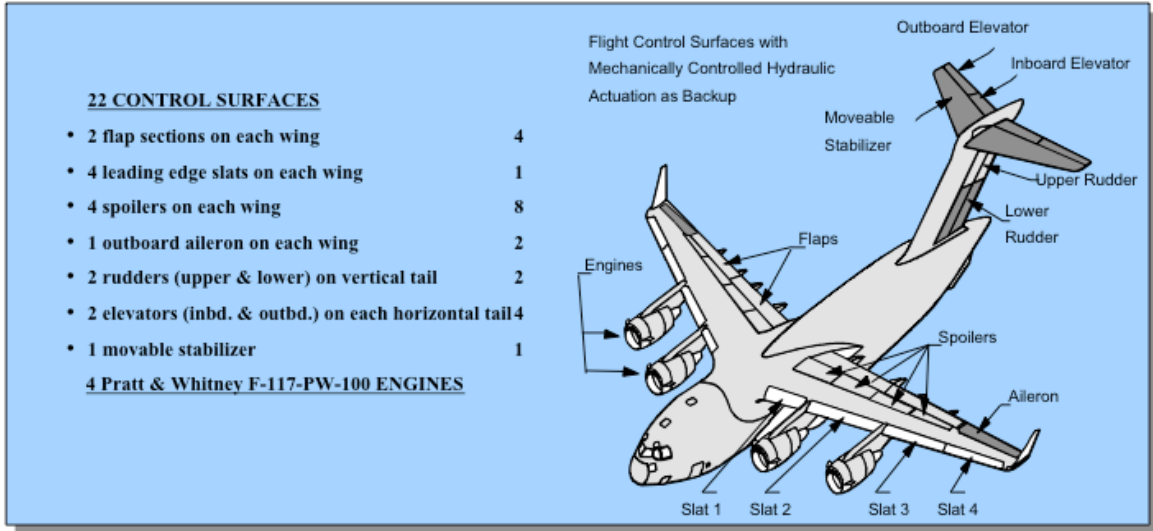 22 CONTROL SURFACES
• 2 flap sections on each wing 4
• 4 leading edge slats on each wing 1
• 4 spoilers on each wing 8
• 1 outboard aileron on each wing 2
• 2 rudders (upper & lower) on vertical tail 2
• 2 elevators (inbd. & outbd.) on each horizontal tail 4
• 1 movable stabilizer 1
4 Pratt & Whitney F-117-PW-100 ENGINES
Flight Control Surfaces with
Mechanically Controlled Hydraulic
Actuation as Backup
Outboard Elevator
Inboard Elevator
Moveable
Stabilizer
Upper Rudder
Lower
Rudder
Flaps
Engines
Spoilers
Aileron
Slat 1
Slat 2
Slat 3
Slat 4